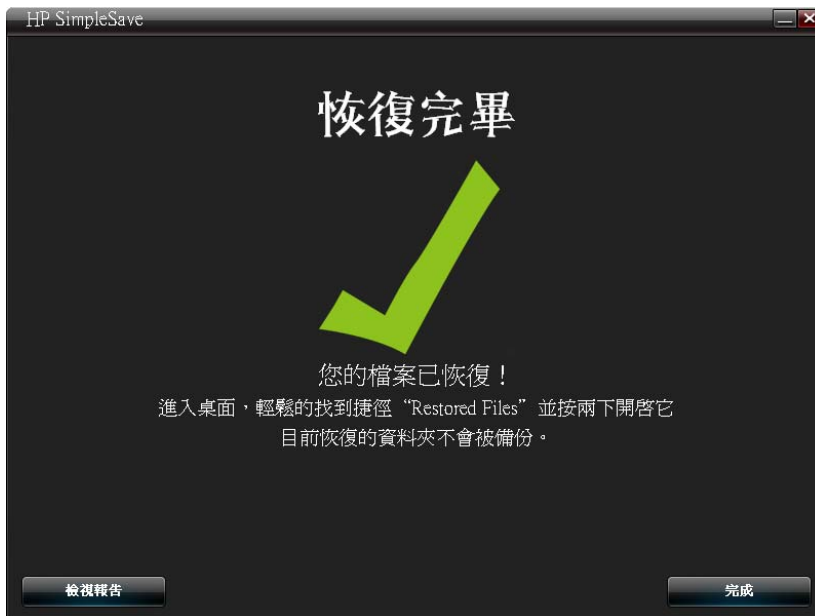 HP SimpleSave
恢復完畢
您的檔案已恢復！
進入桌面，輕鬆的找到捷徑“Restored Files”並按兩下開啓它
目前恢復的資料夾不會被備份。
檢視報告
完成